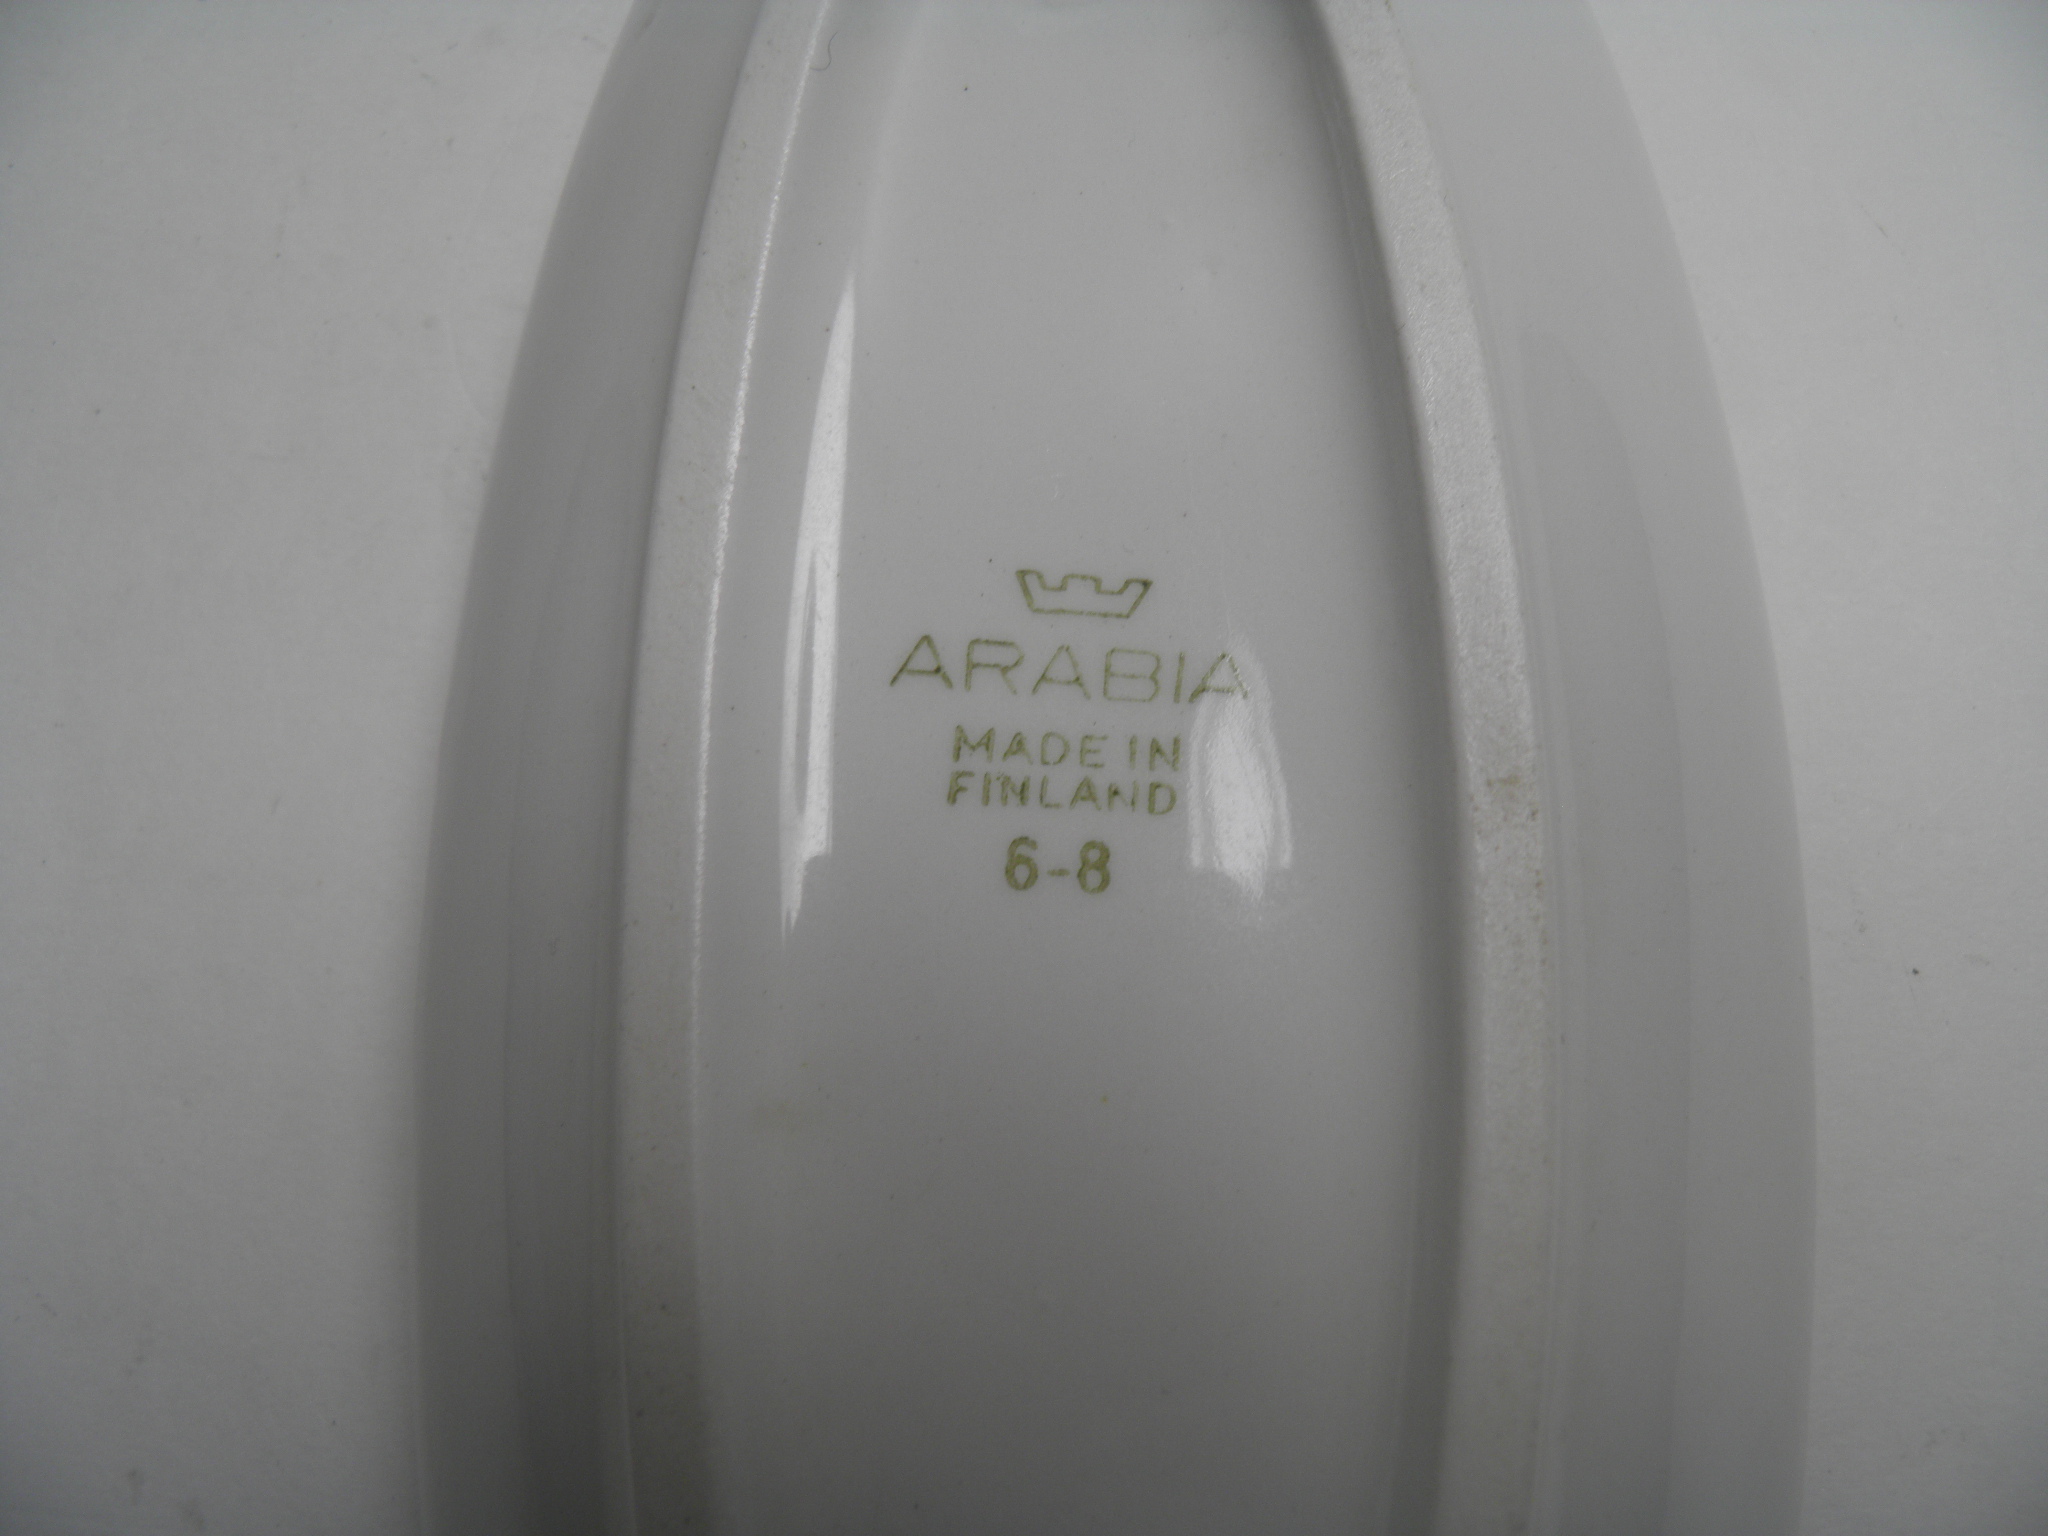 ARABIA
MADE IN
FINLAND
6-8